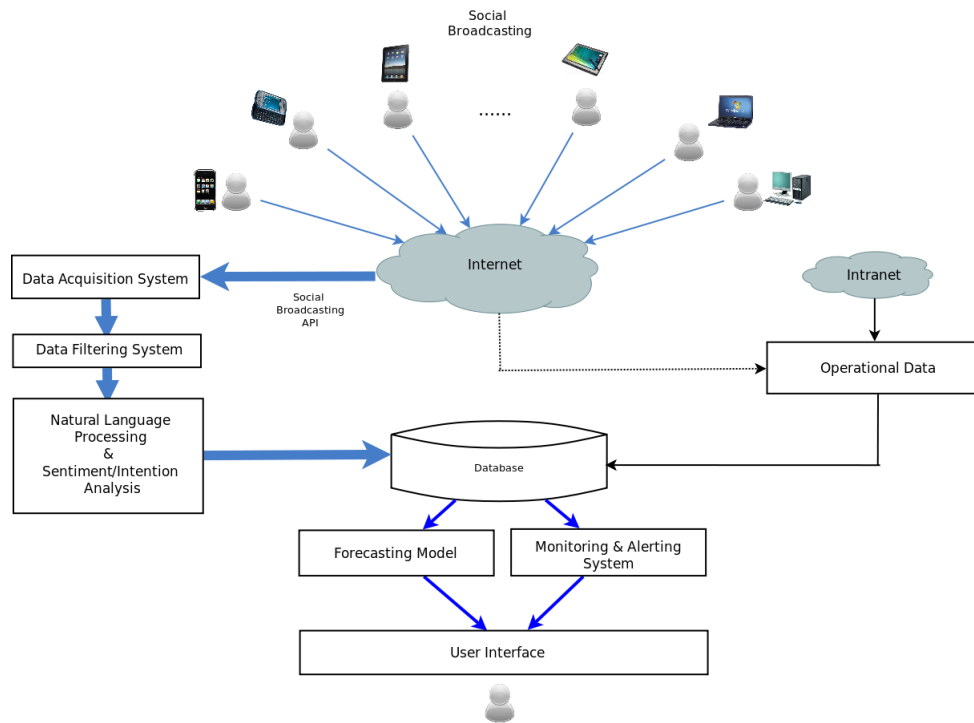 Social
Broadcasting
......
Internet
Intranet
Data Acquisition System
Social
Broadcasting
API
Data Filtering System
Operational Data
Natural Language
Processing
&
Sentiment/Intention
Analysis
Database
Forecasting Model
Monitoring & Alerting
System
User Interface